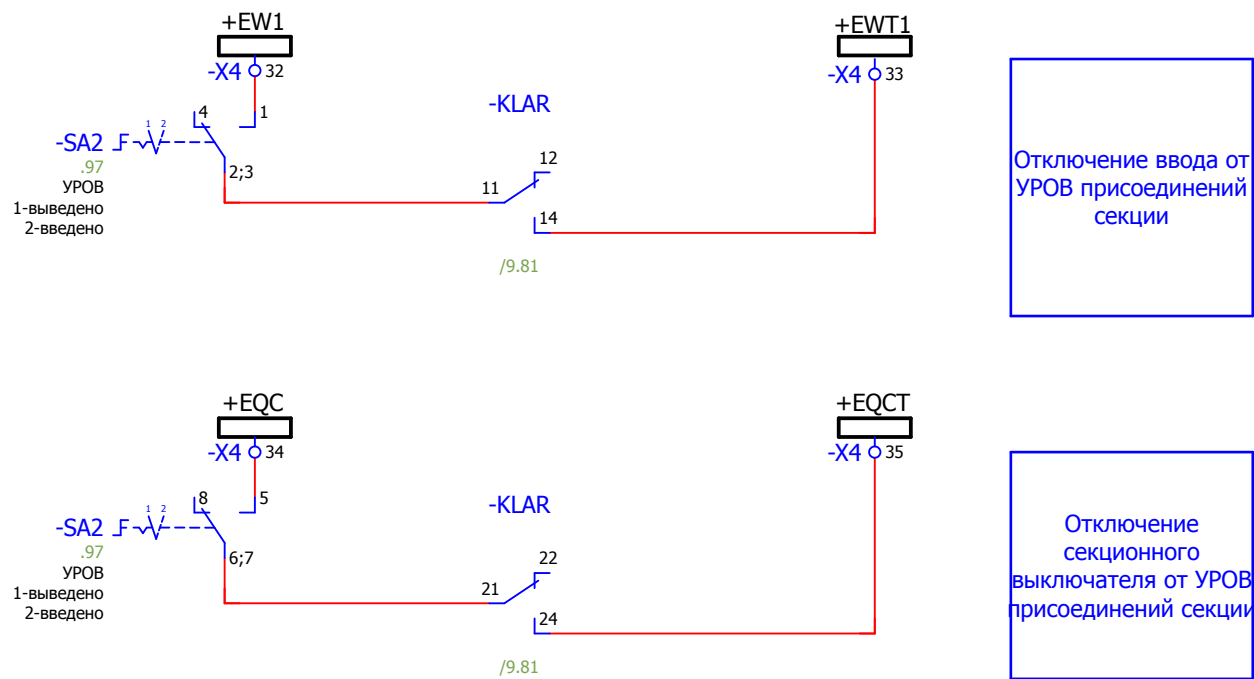 +EW1
-X4 32
4 1
1 2
-SA2
.97
УРОВ
1-выведено
2-введено
2;3
-KLAR
11
12
14
/9.81
+EWT1
-X4 33
Отключение ввода от
УРОВ присоединений
секции
+EQC
-X4 34
8 5
1 2
-SA2
.97
УРОВ
1-выведено
2-введено
6;7
-KLAR
21
22
24
/9.81
+EQCT
-X4 35
Отключение
секционного
выключателя от УРОВ
присоединений секции